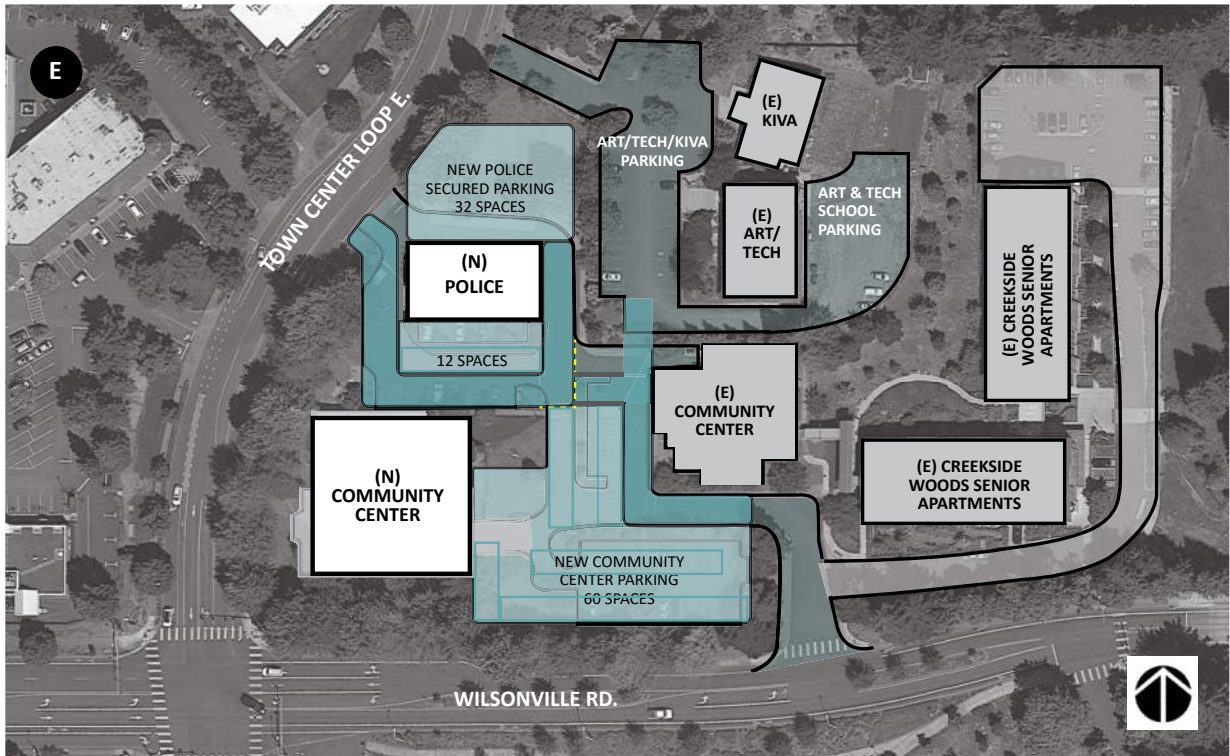 E
TOWN CENTER LOOP E.
NEW POLICE
SECURED PARKING
32 SPACES
ART/TECH/KIVA
PARKING
(E)
KIVA
(E)
ART/
TECH
ART & TECH
SCHOOL
PARKING
(N)
POLICE
12 SPACES
(E) CREEKSIDE
WOODS SENIOR
APARTMENTS
(E)
COMMUNITY
CENTER
(N)
COMMUNITY
CENTER
(E) CREEKSIDE
WOODS SENIOR
APARTMENTS
NEW COMMUNITY
CENTER PARKING
60 SPACES
WILSONVILLE RD.